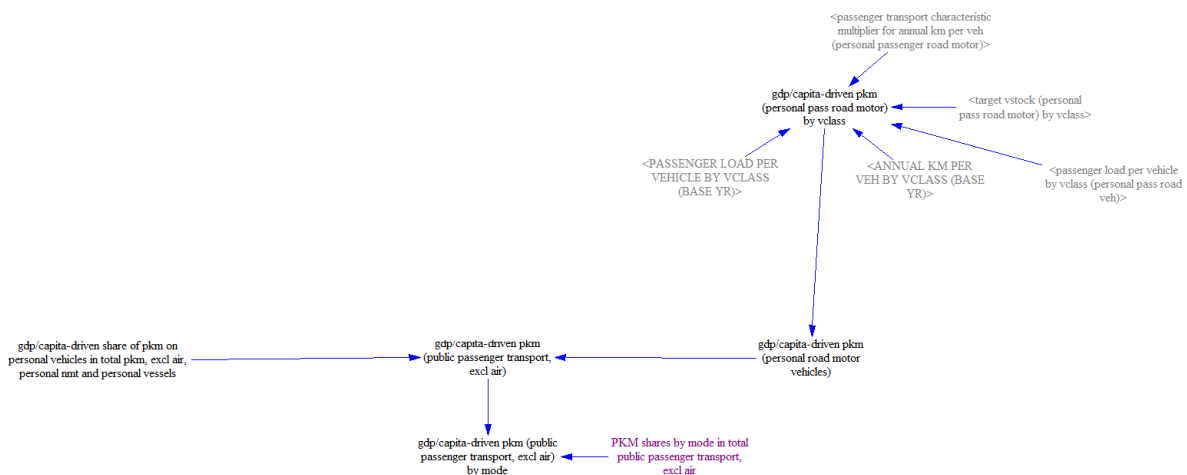 <passenger transport characteristic
multiplier for annual km per veh
(personal passenger road motor)>
gdp/capita-driven pkm
(personal pass road motor)
by vclass
<target vstock (personal
pass road motor) by vclass>
<PASSENGER LOAD PER
VEHICLE BY VCLASS
(BASE YR)>
<ANNUAL KM PER
VEH BY VCLASS (BASE
YR)>
<passenger load per vehicle
by vclass (personal pass road
veh)>
gdp/capita-driven share of pkm on
personal vehicles in total pkm, excl air,
personal nmt and personal vessels
gdp/capita-driven pkm
(public passenger transport,
excl air)
gdp/capita-driven pkm
(personal road motor
vehicles)
gdp/capita-driven pkm (public
passenger transport, excl air)
by mode
PKM shares by mode in total
public passenger transport,
excl air